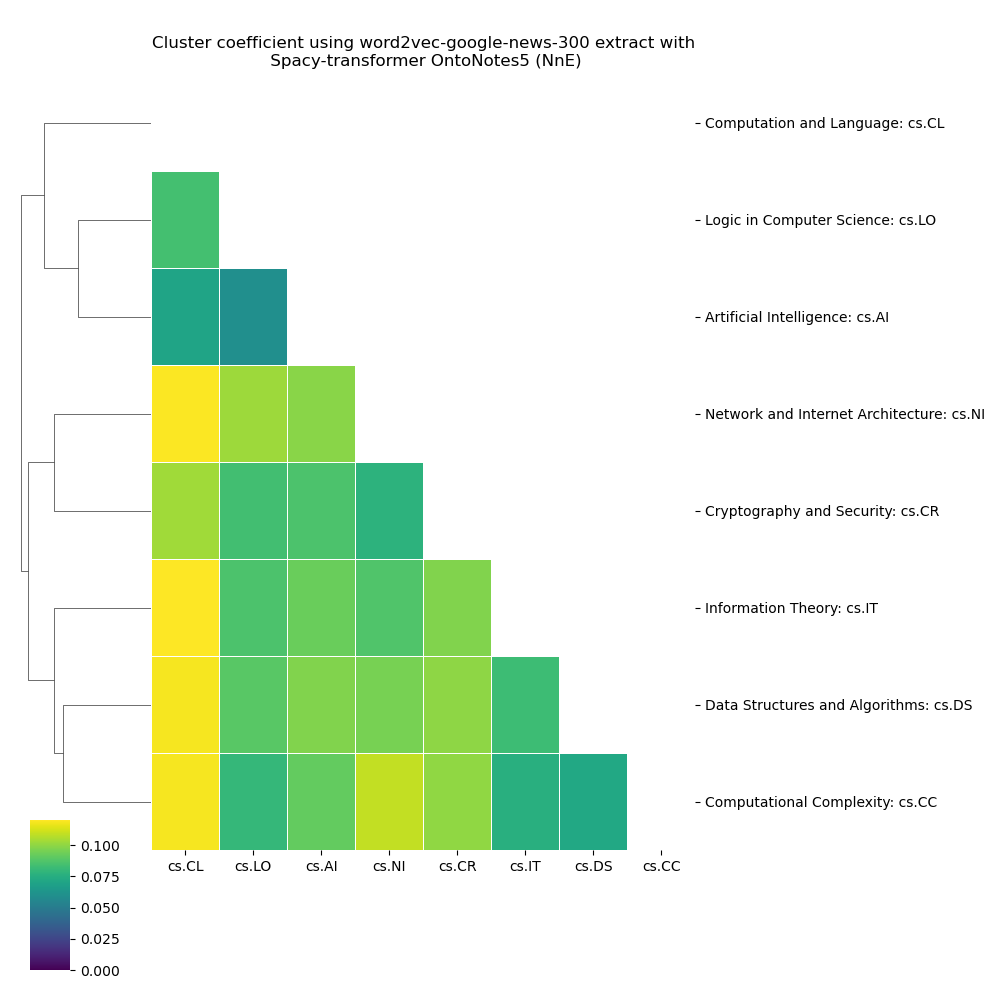 Cluster coefficient using word2vec-google-news-300 extract with
Spacy-transformer OntoNotes5 (NnE)
Computation and Language: cs.CL
Logic in Computer Science: cs.LO
Artificial Intelligence: cs.AI
Network and Internet Architecture: cs.NI
Cryptography and Security: cs.CR
Information Theory: cs.IT
Data Structures and Algorithms: cs.DS
Computational Complexity: cs.CC
0.100
0.075
0.050
0.025
0.000
cs.CL cs.LO cs.AI cs.NI cs.CR cs.IT cs.DS cs.CC